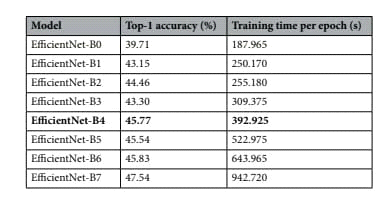 Model Top-1 accuracy (%) Training time per epoch (s)
EfficientNet-B0 39.71 187.965
EfficientNet-B1 43.15 250.170
EfficientNet-B2 44.46 255.180
EfficientNet-B3 43.30 309.375
EfficientNet-B4 45.77 392.925
EfficientNet-B5 45.54 522.975
EfficientNet-B6 45.83 643.965
EfficientNet-B7 47.54 942.720